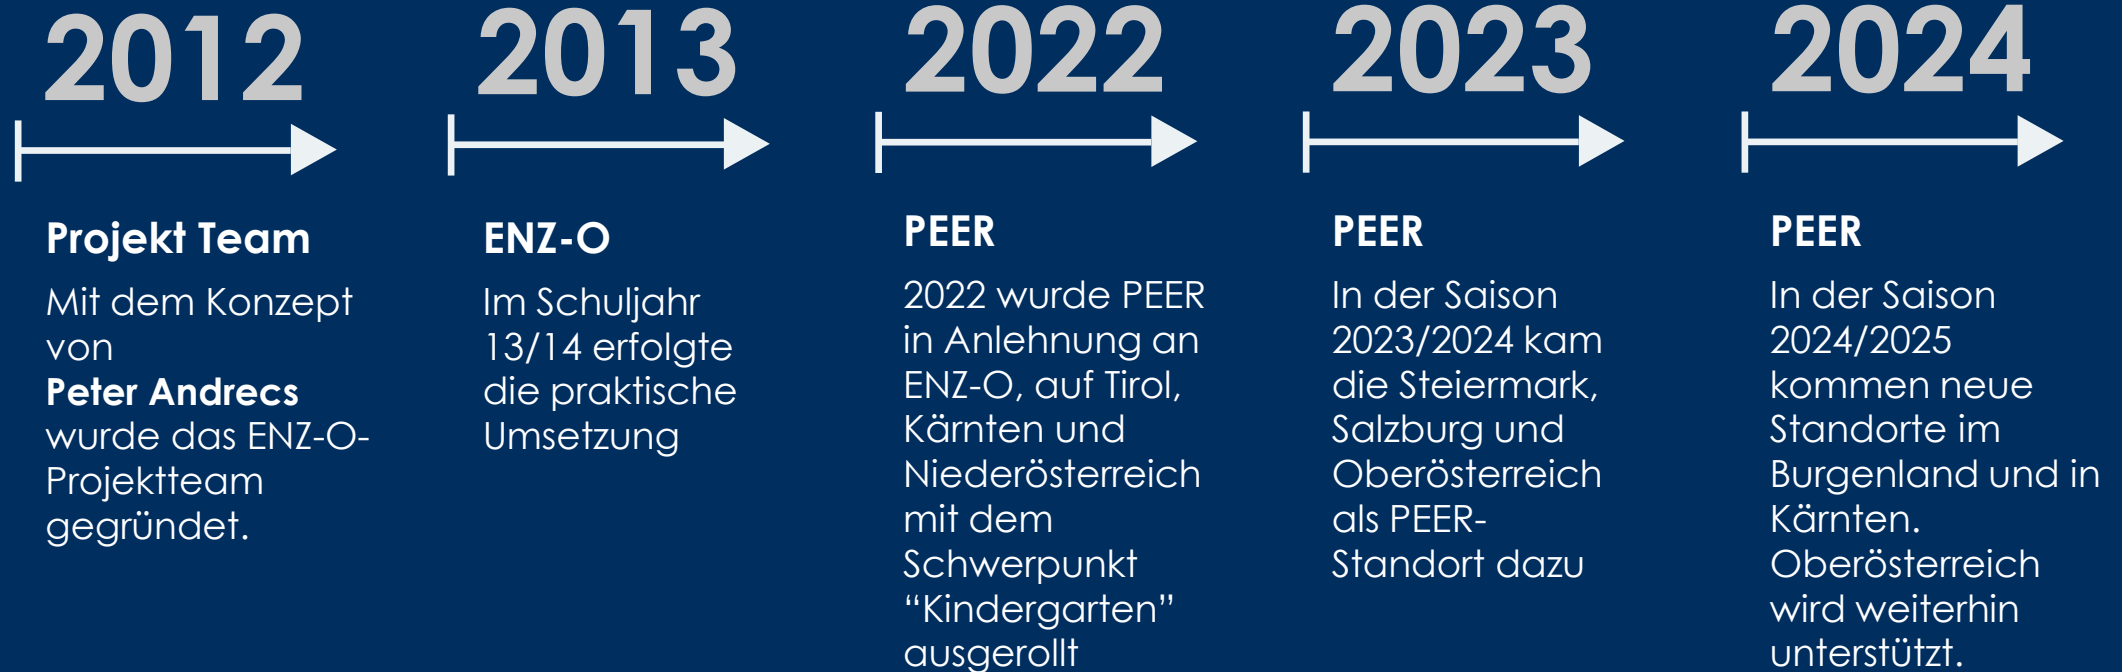 2012
Projekt Team
Mit dem Konzept
von
Peter Andrecs
wurde das ENZ-O-
Projektteam
gegründet.
2013
ENZ-O
Im Schuljahr
13/14 erfolgte
die praktische
Umsetzung
2022
PEER
2022 wurde PEER
in Anlehnung an
ENZ-O, auf Tirol,
Kärnten und
Niederösterreich
mit dem
Schwerpunkt
“Kindergarten”
ausgerollt
2023
PEER
In der Saison
2023/2024 kam
die Steiermark,
Salzburg und
Oberösterreich
als PEER-
Standort dazu
2024
PEER
In der Saison
2024/2025
kommen neue
Standorte im
Burgenland und in
Kärnten.
Oberösterreich
wird weiterhin
unterstützt.